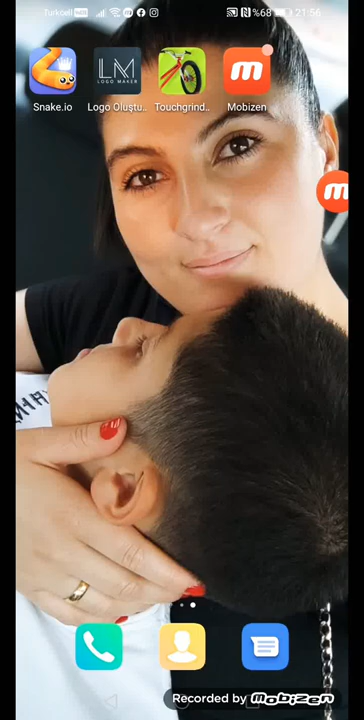 Turkcell %68 21:56
Snake.io Logo Oluştu.. Touchgrind.. Mobizen
LM
LOGO MAKER
Recorded by Mobizen